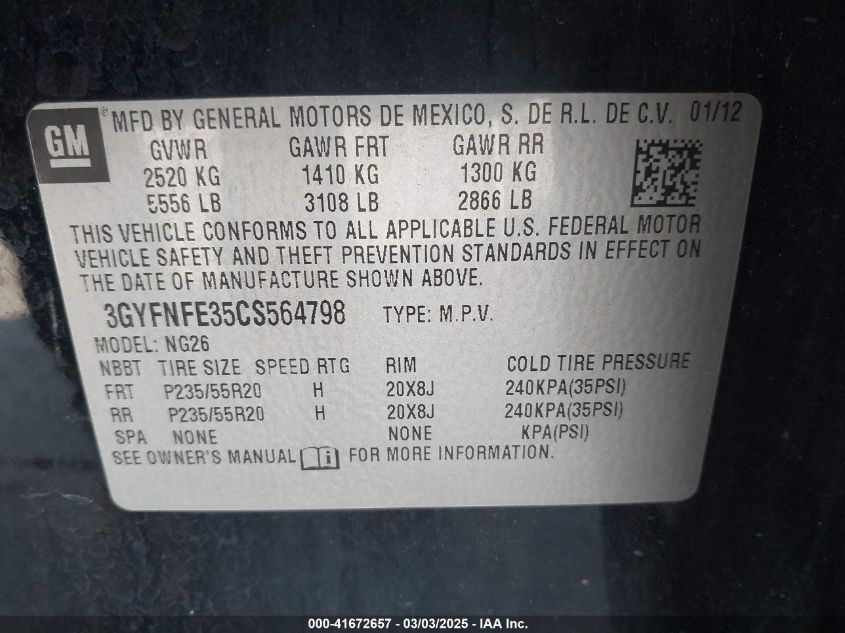 GM ® MFD BY GENERAL MOTORS DE MEXICO, S. DE R.L. DE C.V. 01/12
GVWR GAWR FRT GAWR RR
2520 KG 1410 KG 1300 KG
5556 LB 3108 LB 2866 LB
THIS VEHICLE CONFORMS TO ALL APPLICABLE U.S. FEDERAL MOTOR
VEHICLE SAFETY AND THEFT PREVENTION STANDARDS IN EFFECT ON
THE DATE OF MANUFACTURE SHOWN ABOVE.
3GYFNFE35CS564798 TYPE: M.P.V.
MODEL: NG26
NBBT TIRE SIZE SPEED RTG RIM COLD TIRE PRESSURE
FRT P235/55R20 H 20X8J 240KPA(35PSI)
RR P235/55R20 H 20X8J 240KPA(35PSI)
SPA NONE NONE KPA(PSI)
SEE OWNER'S MANUAL FOR MORE INFORMATION.
000-41672657 - 03/03/2025 - IAA Inc.